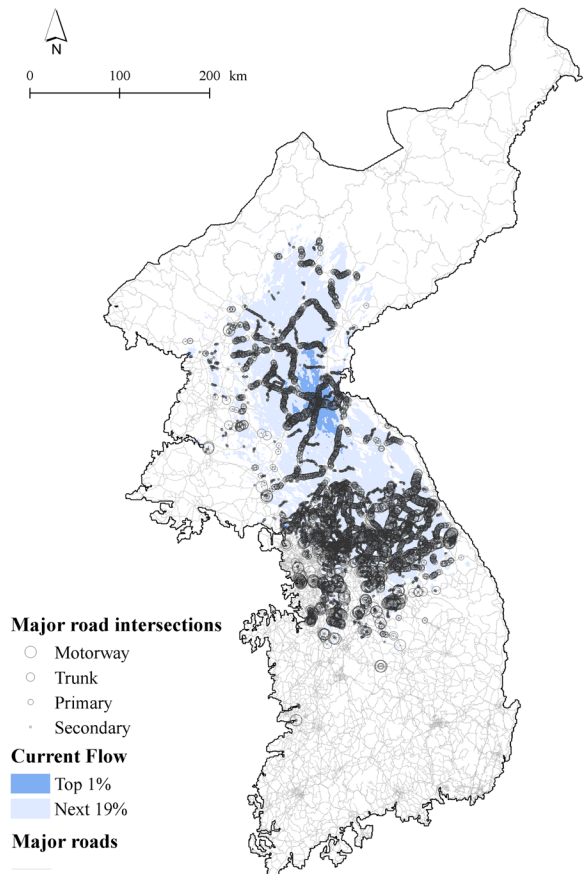 N
0 100 200 km
Major road intersections
Motorway
Trunk
Primary
Secondary
Current Flow
Top 1%
Next 19%
Major roads